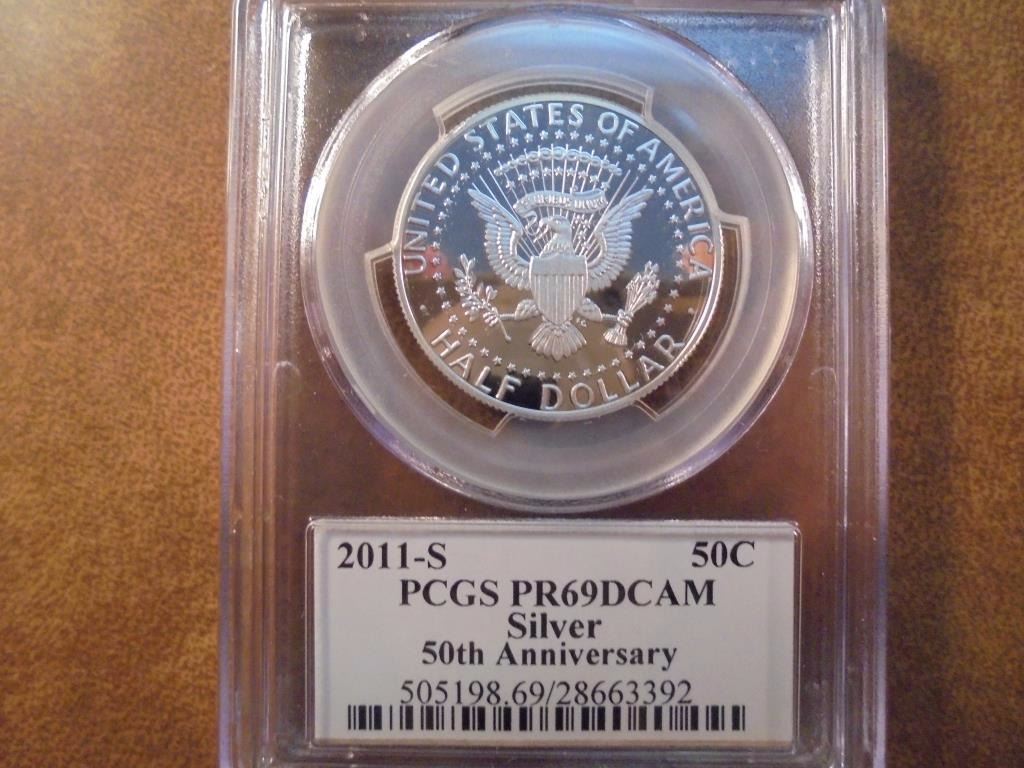 UNITED STATES OF AMERICA
HALF DOLLAR
2011-S 50C
PCGS PR69DCAM
Silver
50th Anniversary
505198.69/28663392